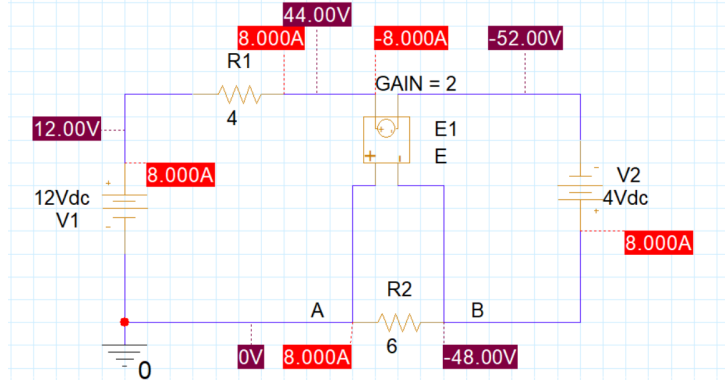 44.00V
8.000A
-8.000A
-52.00V
R1
GAIN = 2
4
12.00V
E1
+
-
E
8.000A
-
V2
+
12Vdc
4Vdc
V1
+
-
8.000A
R2
A
B
6
0V
8.000A
-48.00V
0